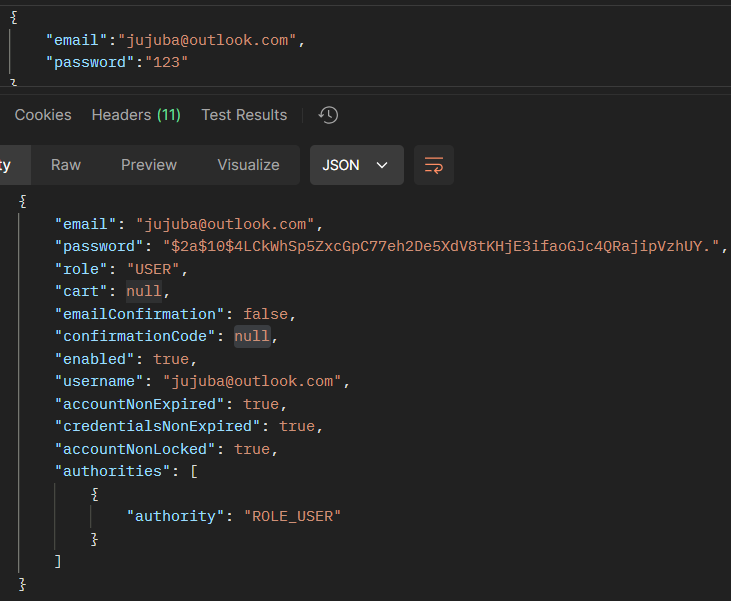 {
"email":"jujuba@outlook.com",
"password":"123"
}
Cookies Headers (11) Test Results
ty Raw Preview Visualize JSON
{
"email": "jujuba@outlook.com",
"password": "$2a$10$4LCkWhSp5ZxcGpC77eh2De5XdV8tKHjE3ifaoGJc4QRajipVzhUY.",
"role": "USER",
"cart": null,
"emailConfirmation": false,
"confirmationCode": null,
"enabled": true,
"username": "jujuba@outlook.com",
"accountNonExpired": true,
"credentialsNonExpired": true,
"accountNonLocked": true,
"authorities": [
{
"authority": "ROLE_USER"
}
]
}